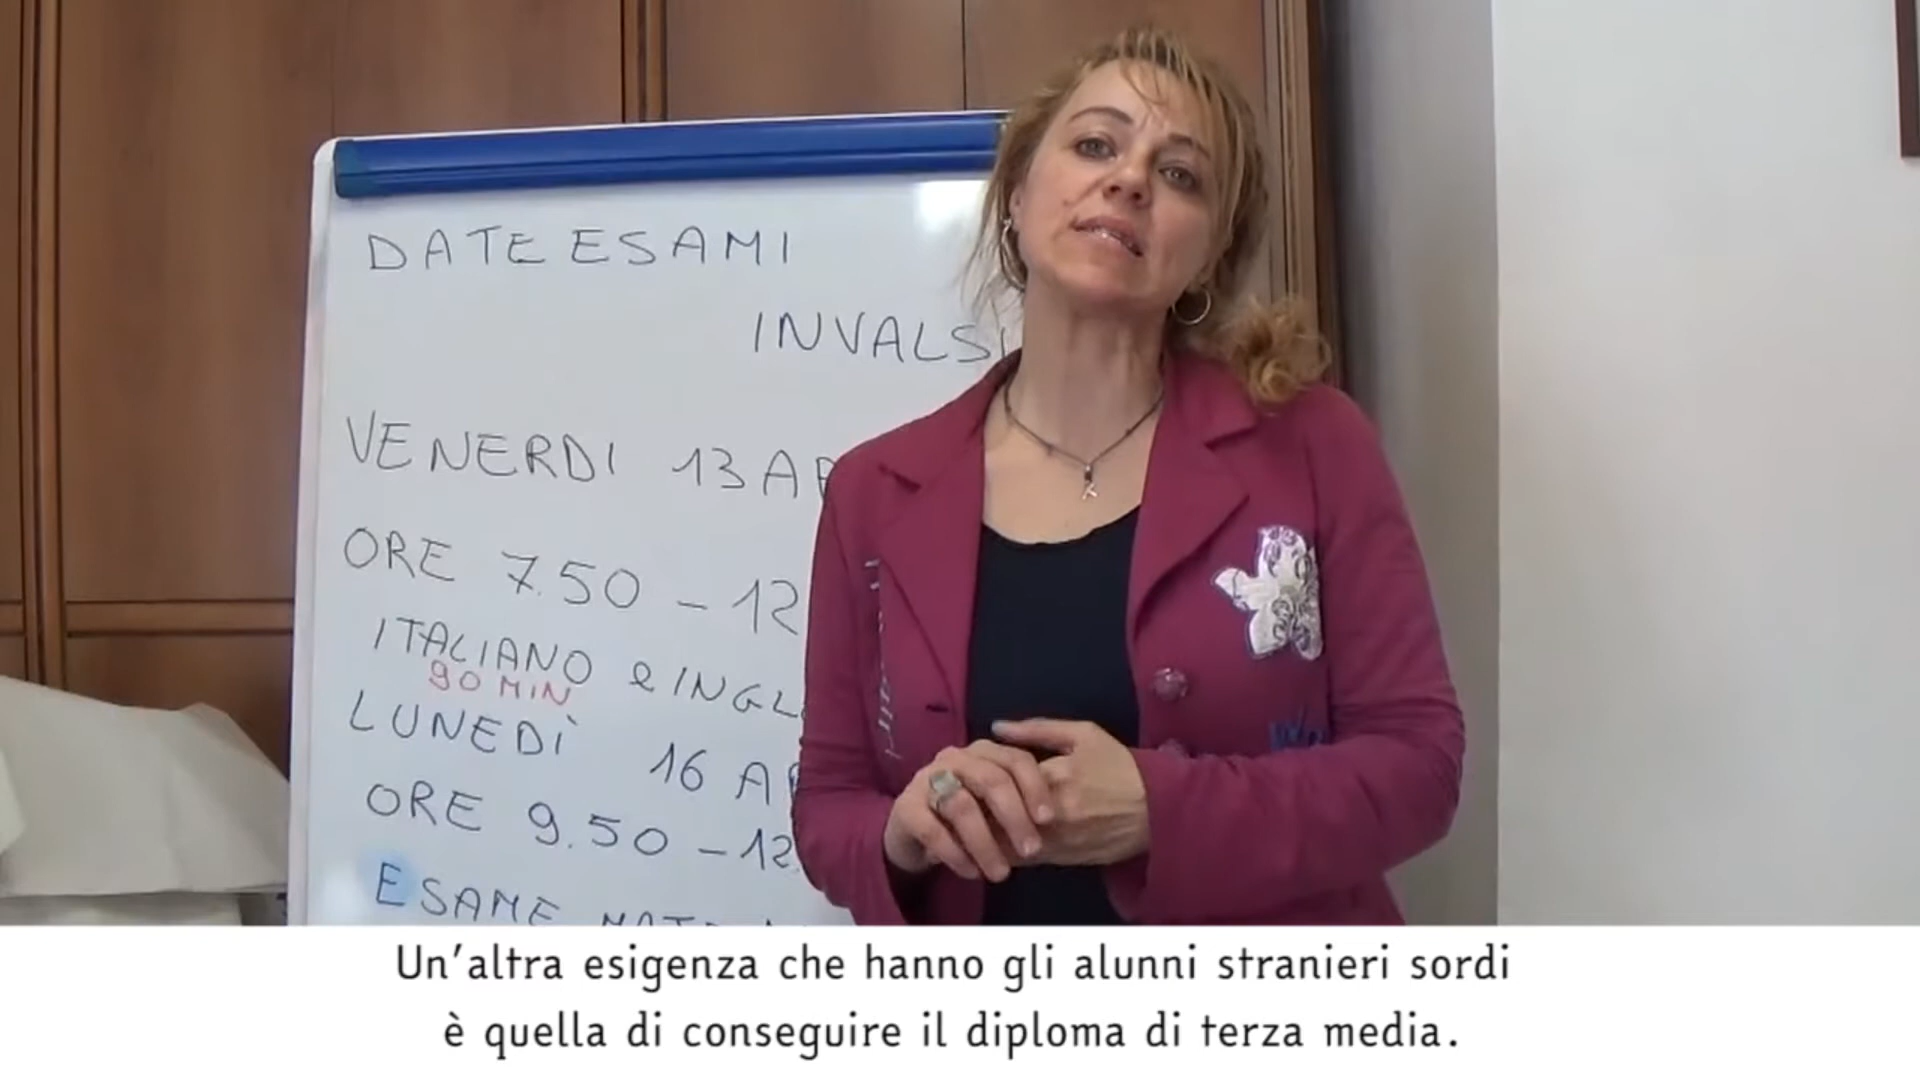 DATE ESAMI
INVALSI
VENERDI 13
ORE 7.50 - 12
ITALIANO e
90 MIN
LUNEDÌ 16
ORE 9.50 - 12
ESAME
Un'altra esigenza che hanno gli alunni stranieri sordi
è quella di conseguire il diploma di terza media.